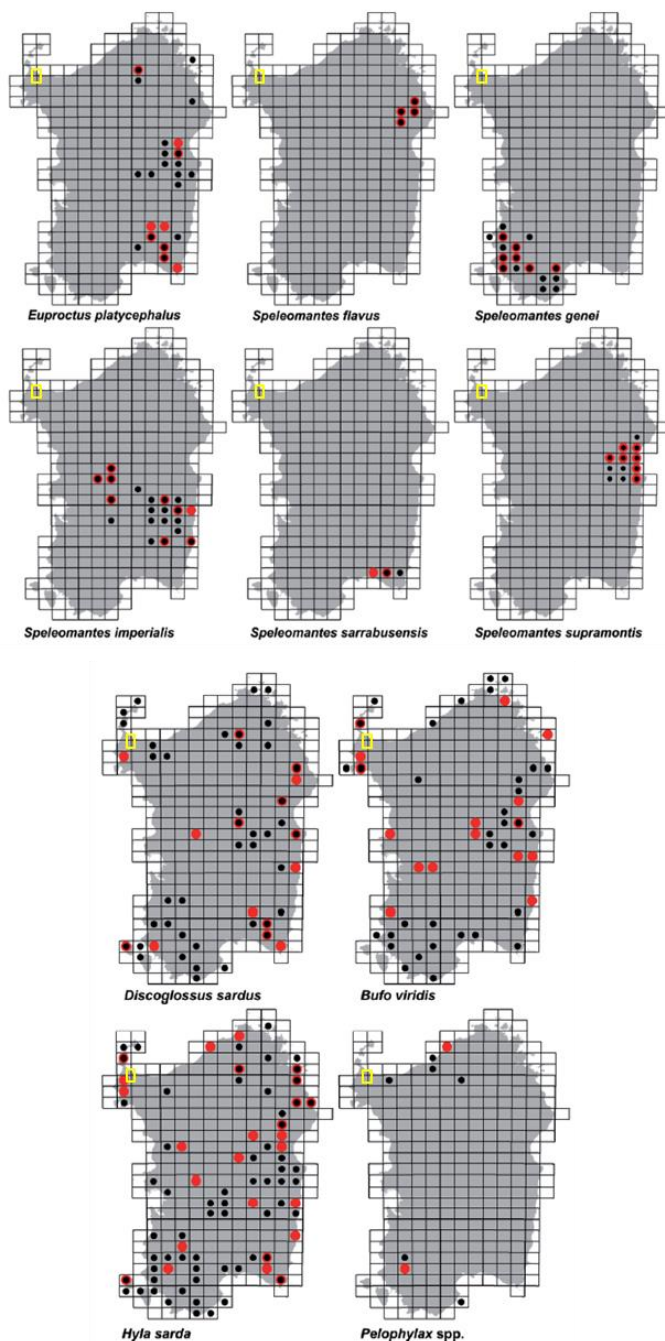 Euproctus platycephalus
Speleomantes flavus
Speleomantes genei
Speleomantes imperialis
Speleomantes sarrabusensis
Speleomantes supramontis
Discoglossus sardus
Bufo viridis
Hyla sarda
Pelophylax spp.